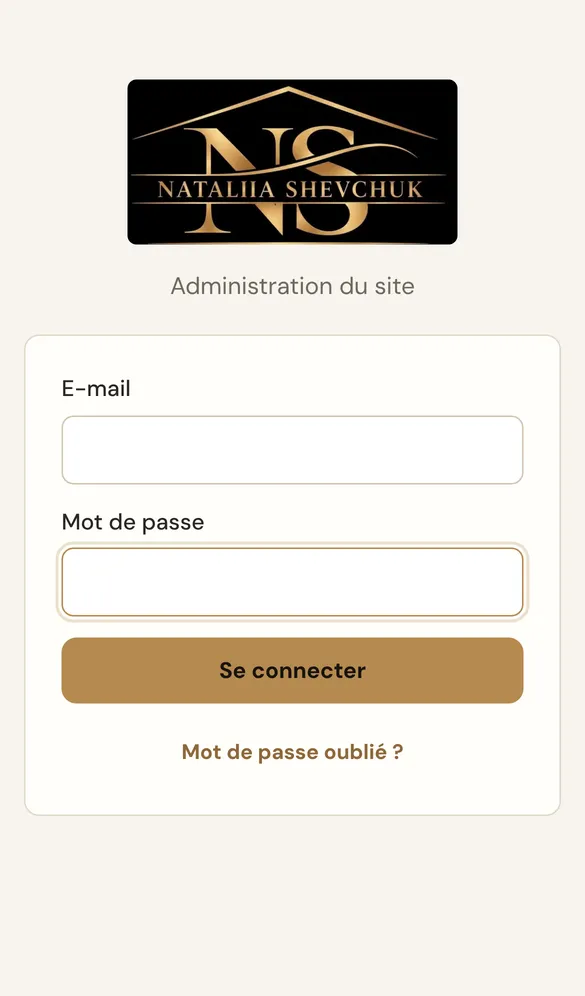 NS
NATALIIA SHEVCHUK
Administration du site
E-mail
Mot de passe
Se connecter
Mot de passe oublié ?